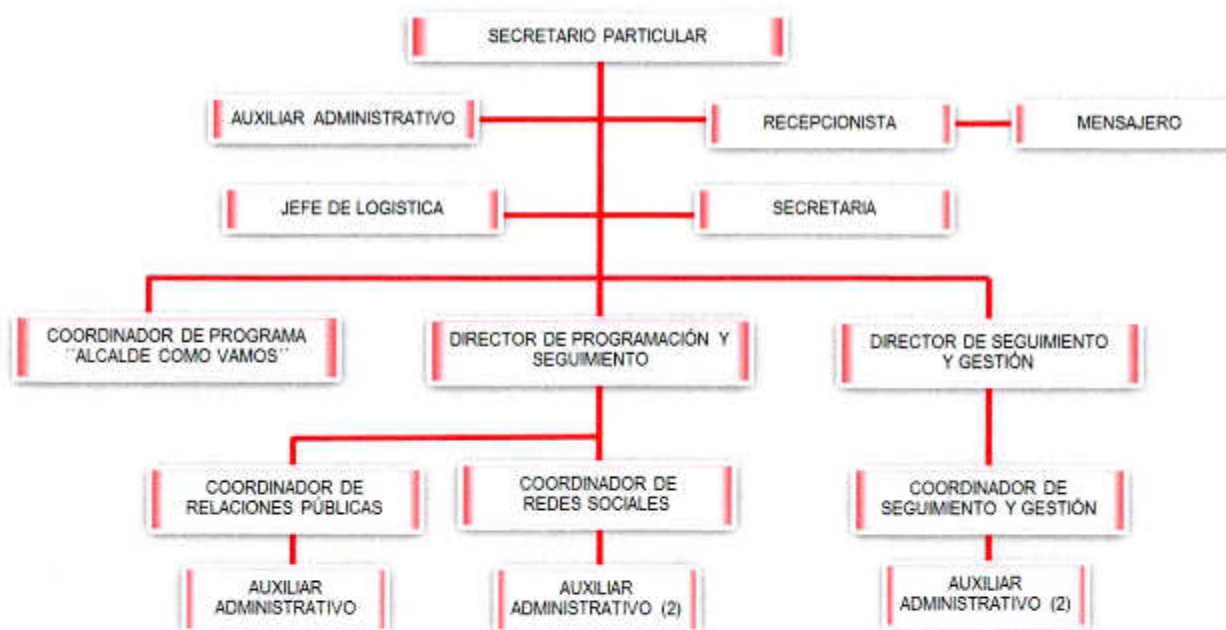 SECRETARIO PARTICULAR
AUXILIAR ADMINISTRATIVO
RECEPCIONISTA
MENSAJERO
JEFE DE LOGISTICA
SECRETARIA
COORDINADOR DE PROGRAMA
´´ALCALDE COMO VAMOS´´
DIRECTOR DE PROGRAMACIÓN Y
SEGUIMIENTO
DIRECTOR DE SEGUIMIENTO
Y GESTIÓN
COORDINADOR DE
RELACIONES PÚBLICAS
COORDINADOR DE
REDES SOCIALES
COORDINADOR DE
SEGUIMIENTO Y GESTIÓN
AUXILIAR
ADMINISTRATIVO
AUXILIAR
ADMINISTRATIVO (2)
AUXILIAR
ADMINISTRATIVO (2)